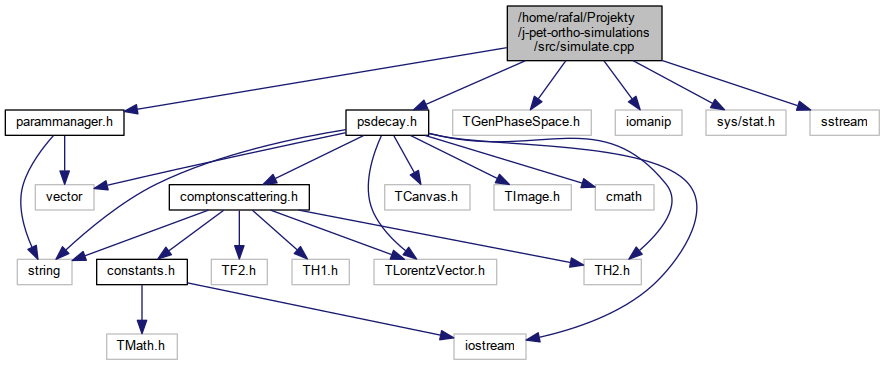 /home/rafal/Projekty
/j-pet-ortho-simulations
/src/simulate.cpp
parammanager.h
psdecay.h
TGenPhaseSpace.h
iomanip
sys/stat.h
sstream
vector
comptonscattering.h
TCanvas.h
TImage.h
cmath
string
constants.h
TF2.h
TH1.h
TLorentzVector.h
TH2.h
TMath.h
iostream